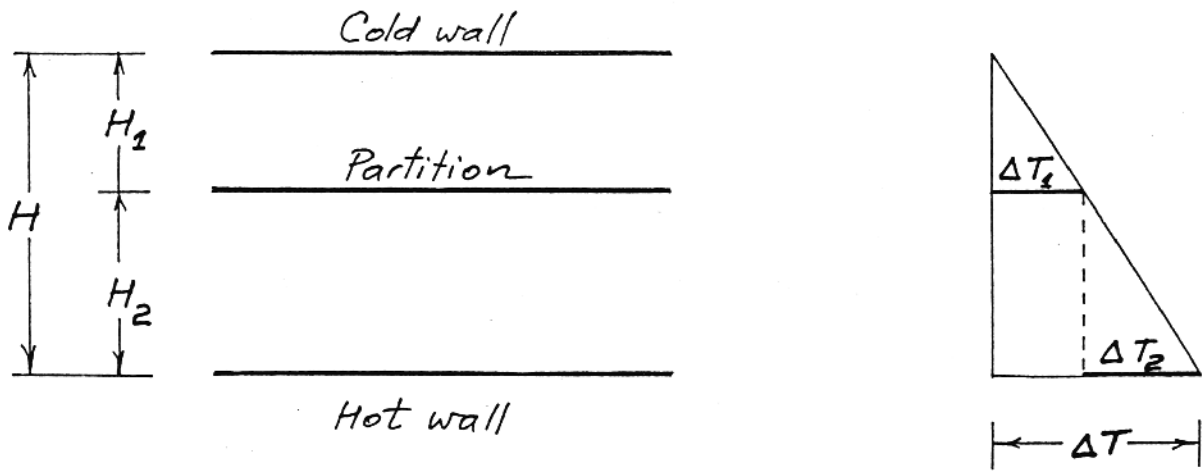 Cold wall
H₁
Partition
ΔT₁
H
H₂
ΔT₂
Hot wall
ΔT